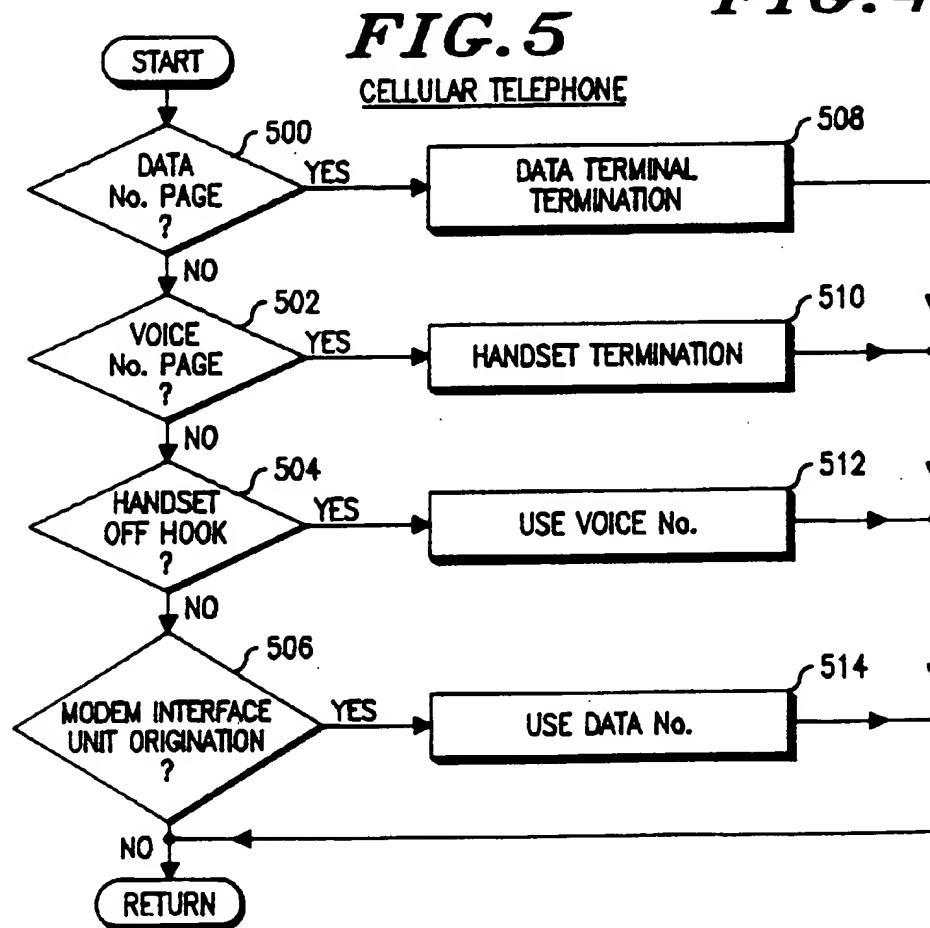 FIG.4
FIG.5
CELLULAR TELEPHONE
START
500
DATA
No. PAGE
?
YES
508
DATA TERMINAL
TERMINATION
NO
502
VOICE
No. PAGE
?
YES
510
HANDSET TERMINATION
NO
504
HANDSET
OFF HOOK
?
YES
512
USE VOICE No.
NO
506
MODEM INTERFACE
UNIT ORIGINATION
?
YES
514
USE DATA No.
NO
RETURN